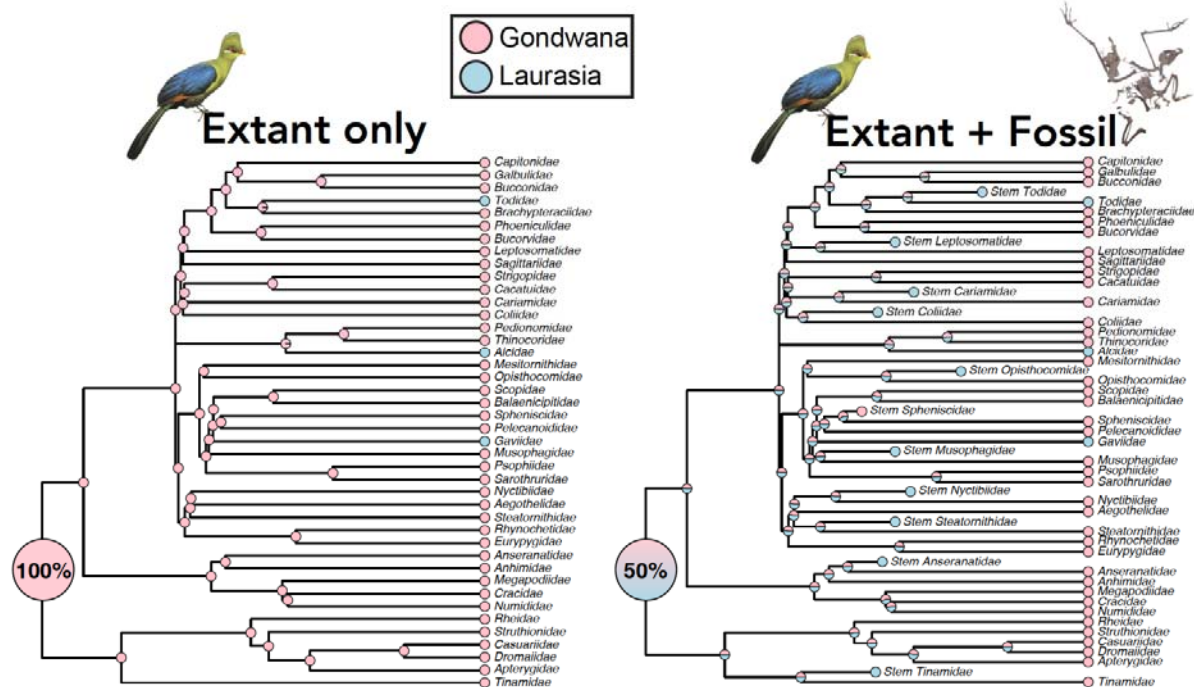 Gondwana
Laurasia
Extant only
Capitonidae
Galbulidae
Bucconidae
Todidae
Brachypteraciidae
Phoeniculidae
Bucorvidae
Leptosomatidae
Sagittariidae
Strigopidae
Cacatuidae
Cariamidae
Coliidae
Pedionomidae
Thinocoridae
Alcidae
Mesitornithidae
Opisthocomidae
Scopidae
Balaenicipitidae
Spheniscidae
Pelecanoididae
Gaviidae
Musophagidae
Psophiidae
Sarothruridae
Nyctibiidae
Aegothelidae
Steatornithidae
Rhynochetidae
Eurypygidae
Anseranatidae
Anhimidae
Megapodiidae
Cracidae
Numididae
Rheidae
Struthionidae
Casuariidae
Dromaiidae
Apterygidae
Tinamidae
100%
Extant + Fossil
Capitonidae
Galbulidae
Bucconidae
Stem Todidae
Todidae
Brachypteraciidae
Phoeniculidae
Bucorvidae
Stem Leptosomatidae
Leptosomatidae
Sagittariidae
Strigopidae
Cacatuidae
Stem Cariamidae
Cariamidae
Stem Coliidae
Coliidae
Pedionomidae
Thinocoridae
Alcidae
Mesitornithidae
Stem Opisthocomidae
Opisthocomidae
Scopidae
Balaenicipitidae
Stem Spheniscidae
Spheniscidae
Pelecanoididae
Gaviidae
Stem Musophagidae
Musophagidae
Psophiidae
Sarothruridae
Stem Nyctibiidae
Nyctibiidae
Aegothelidae
Stem Steatornithidae
Steatornithidae
Rhynochetidae
Eurypygidae
Stem Anseranatidae
Anseranatidae
Anhimidae
Megapodiidae
Cracidae
Numididae
Rheidae
Struthionidae
Casuariidae
Dromaiidae
Apterygidae
Stem Tinamidae
Tinamidae
50%